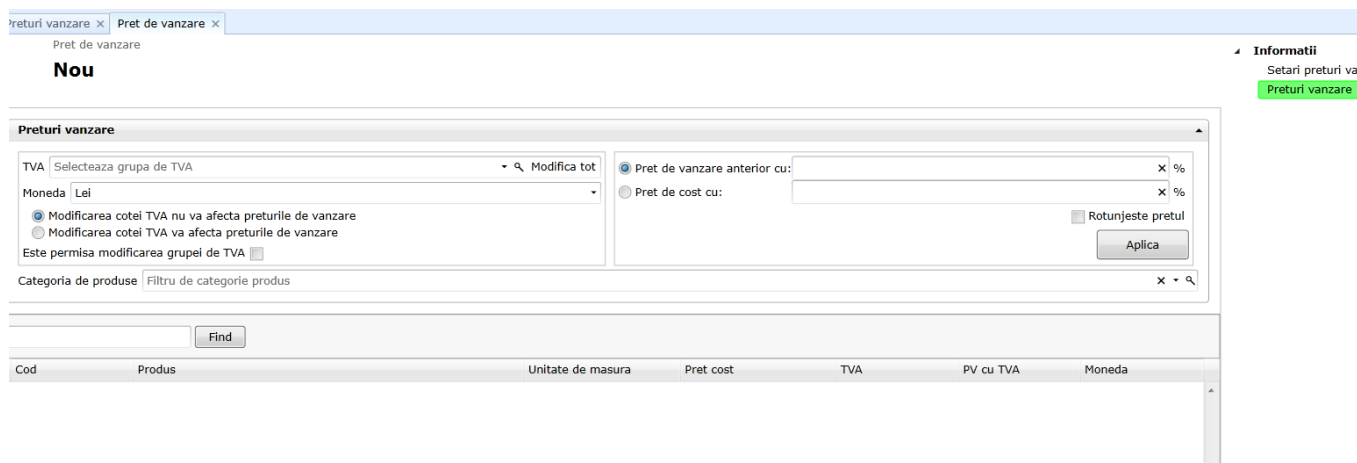 Preturi vanzare × Pret de vanzare ×
Pret de vanzare
Nou
Informatii
Setari preturi va
Preturi vanzare
Preturi vanzare
TVA Selecteaza grupa de TVA Modifica tot
Moneda Lei
Modificarea cotei TVA nu va afecta preturile de vanzare
Modificarea cotei TVA va afecta preturile de vanzare
Este permisa modificarea grupei de TVA
Pret de vanzare anterior cu: × %
Pret de cost cu: × %
Rotunjeste pretul
Aplica
Categoria de produse Filtru de categorie produs ×
Find
Cod Produs Unitate de masura Pret cost TVA PV cu TVA Moneda